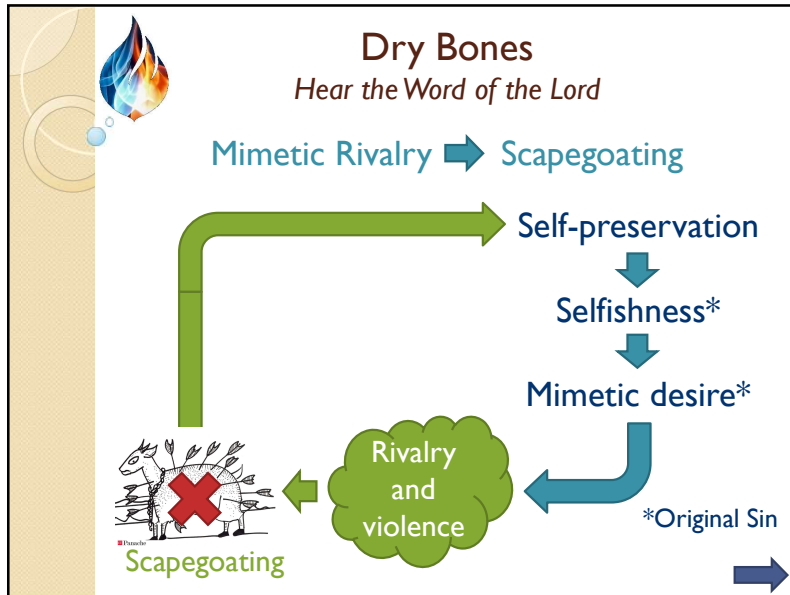 Dry Bones
Hear the Word of the Lord
Mimetic Rivalry Scapegoating
Self-preservation
Selfishness*
Mimetic desire*
Rivalry
and
violence
*Original Sin
Panache
Scapegoating